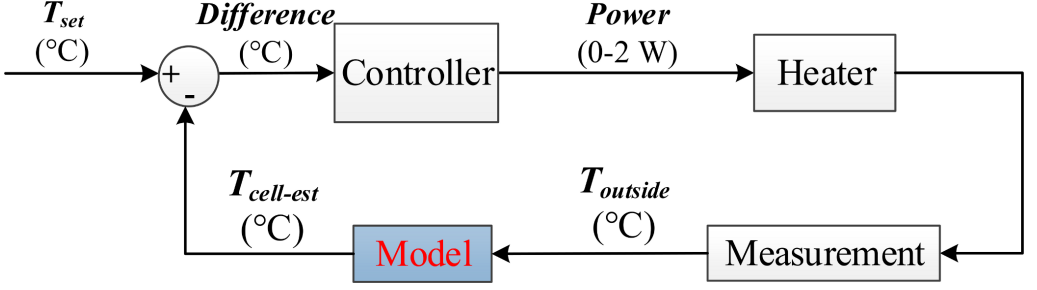 T_set
(°C)
+
-
Difference
(°C)
Controller
Power
(0-2 W)
Heater
T_cell-est
(°C)
Model
T_outside
(°C)
Measurement